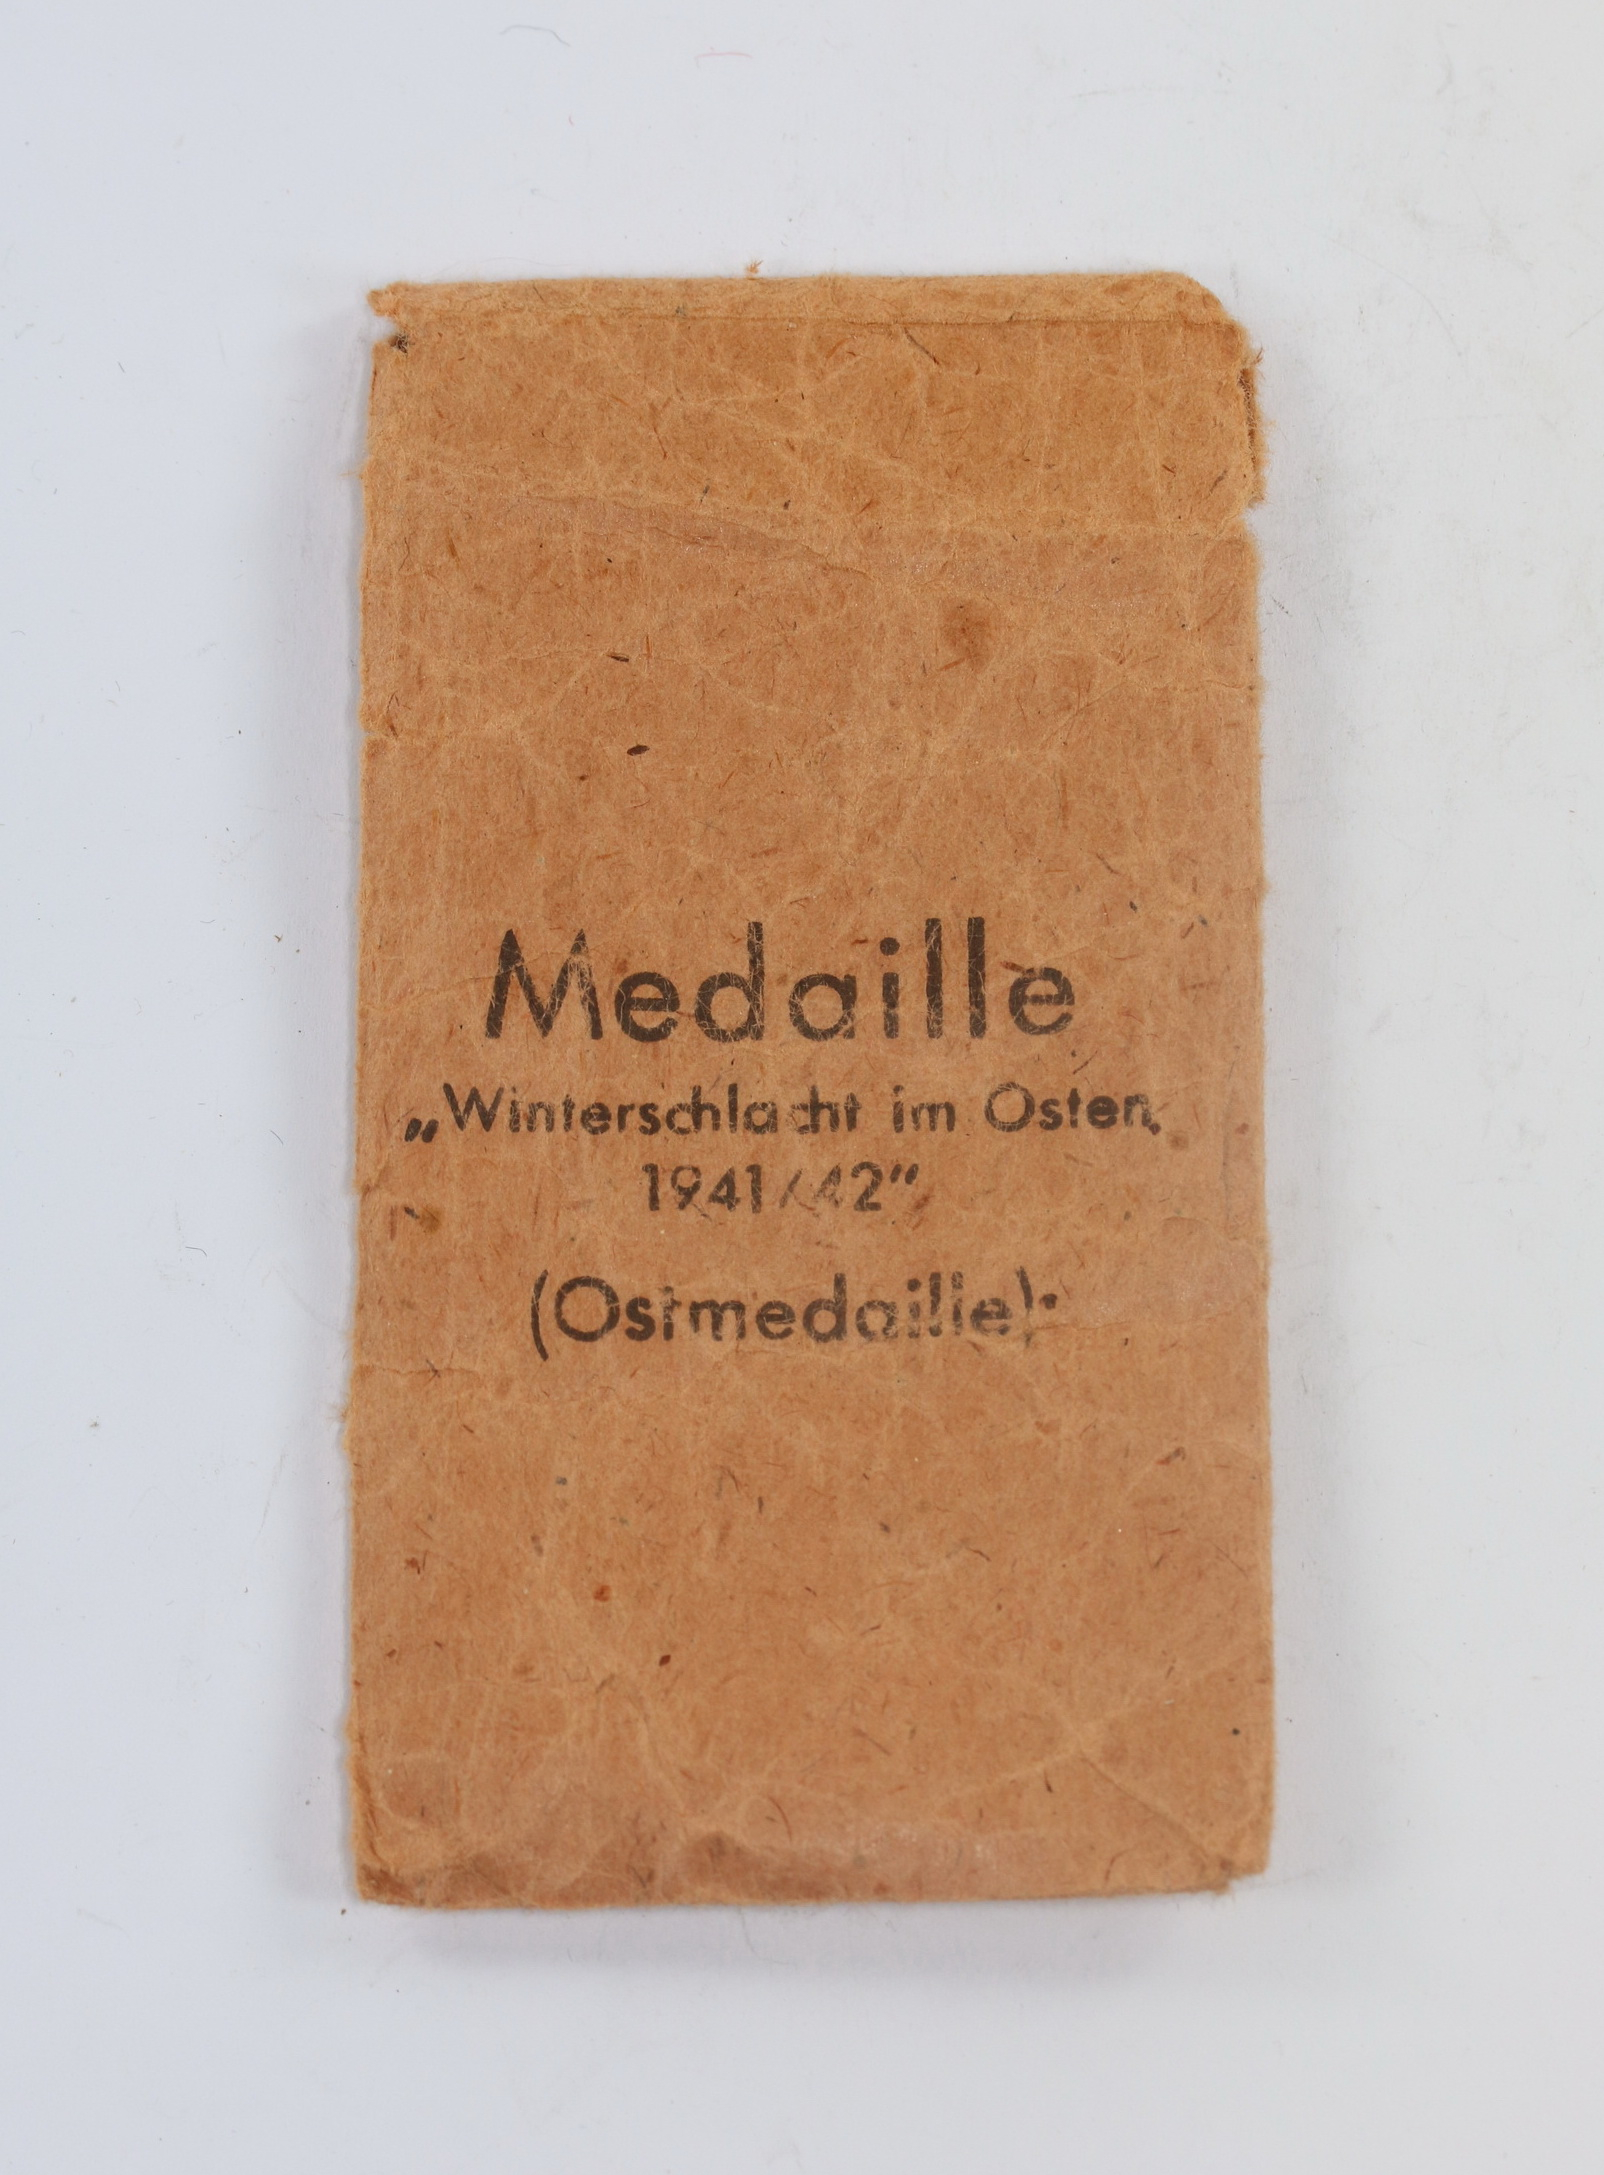 Medaille
„Winterschlacht im Osten
1941/42"
(Ostmedaille)